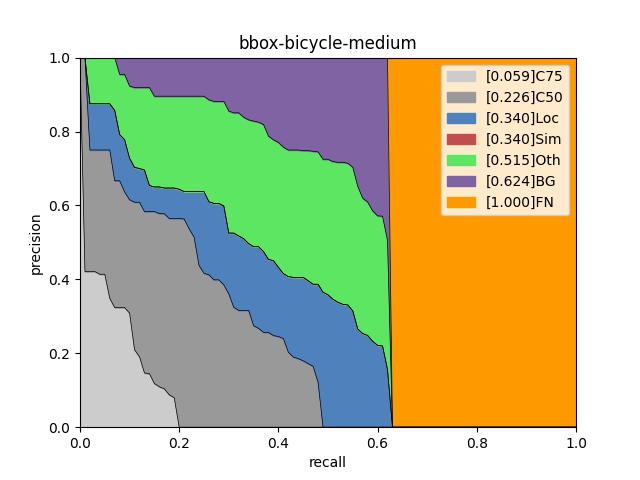 bbox-bicycle-medium
precision
1.0
0.8
0.6
0.4
0.2
0.0
0.0 0.2 0.4 0.6 0.8 1.0
recall
[0.059]C75
[0.226]C50
[0.340]Loc
[0.340]Sim
[0.515]Oth
[0.624]BG
[1.000]FN